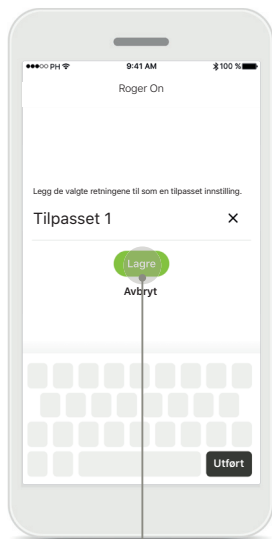 PH 9:41 AM 100 %
Roger On
Legg de valgte retningene til som en tilpasset innstilling.
Tilpasset 1 ×
Lagre
Avbryt
Utført